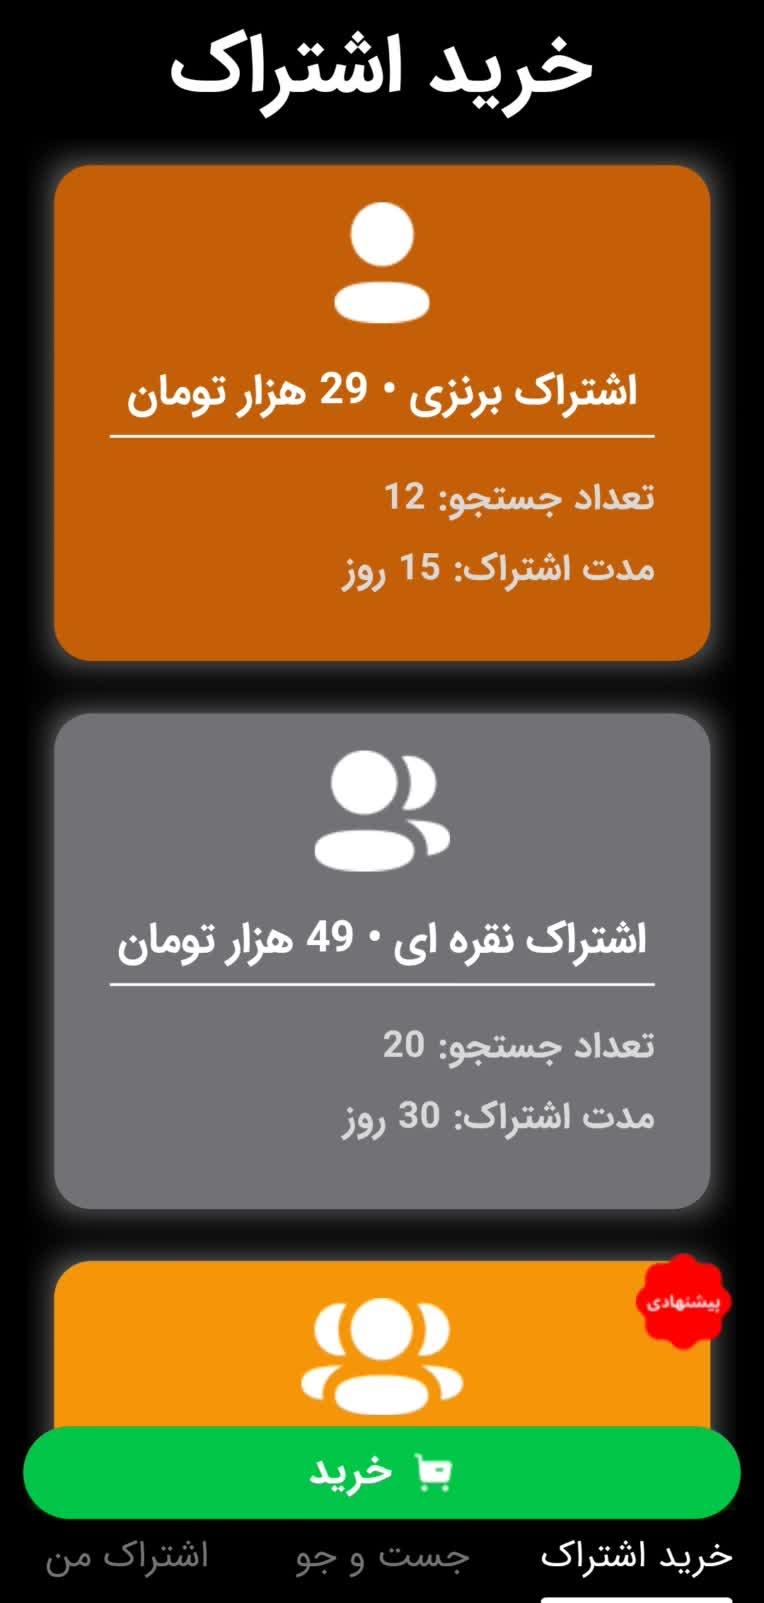 خرید اشتراک
اشتراک برنزی • 29 هزار تومان
تعداد جستجو: 12
مدت اشتراک: 15 روز
اشتراک نقره ای • 49 هزار تومان
تعداد جستجو: 20
مدت اشتراک: 30 روز
پیشنهادی
خرید
خرید اشتراک
جست و جو
اشتراک من